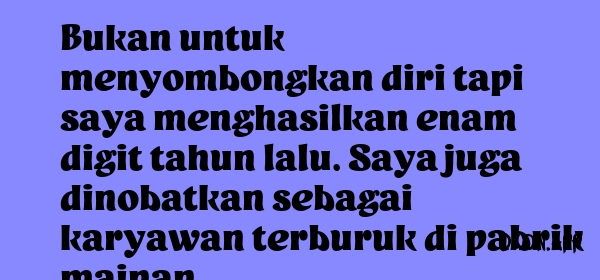 Bukan untuk
menyombongkan diri tapi
saya menghasilkan enam
digit tahun lalu. Saya juga
dinobatkan sebagai
karyawan terburuk di pabrik
mainan